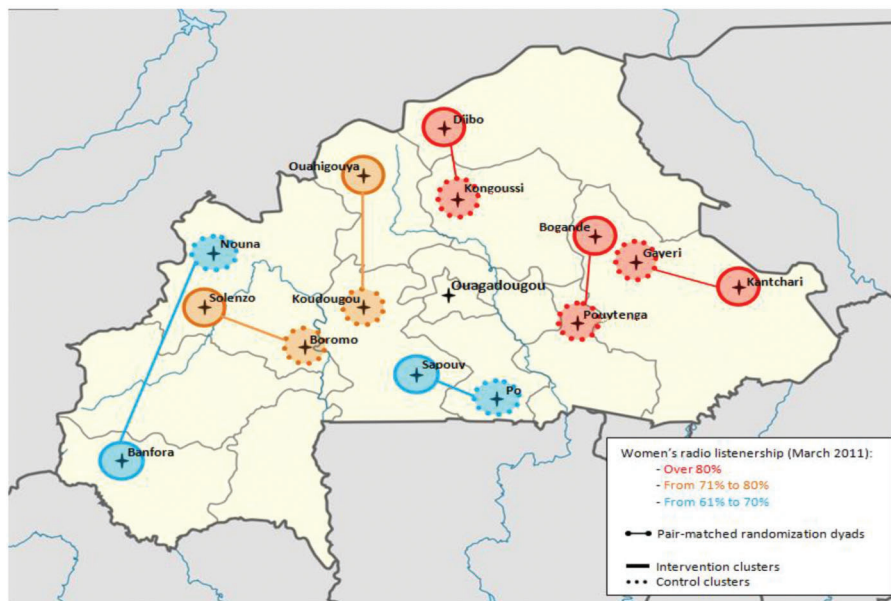 Djibo
Ouahigouya
Kongoussi
Bogande
Nouna
Gayeri
Ouagadougou
Kantchari
Solenzo
Koudougou
Pouytenga
Boromo
Sapouy
Po
Banfora
Women's radio listenership (March 2011):
- Over 80%
- From 71% to 80%
- From 61% to 70%
Pair-matched randomization dyads
Intervention clusters
Control clusters